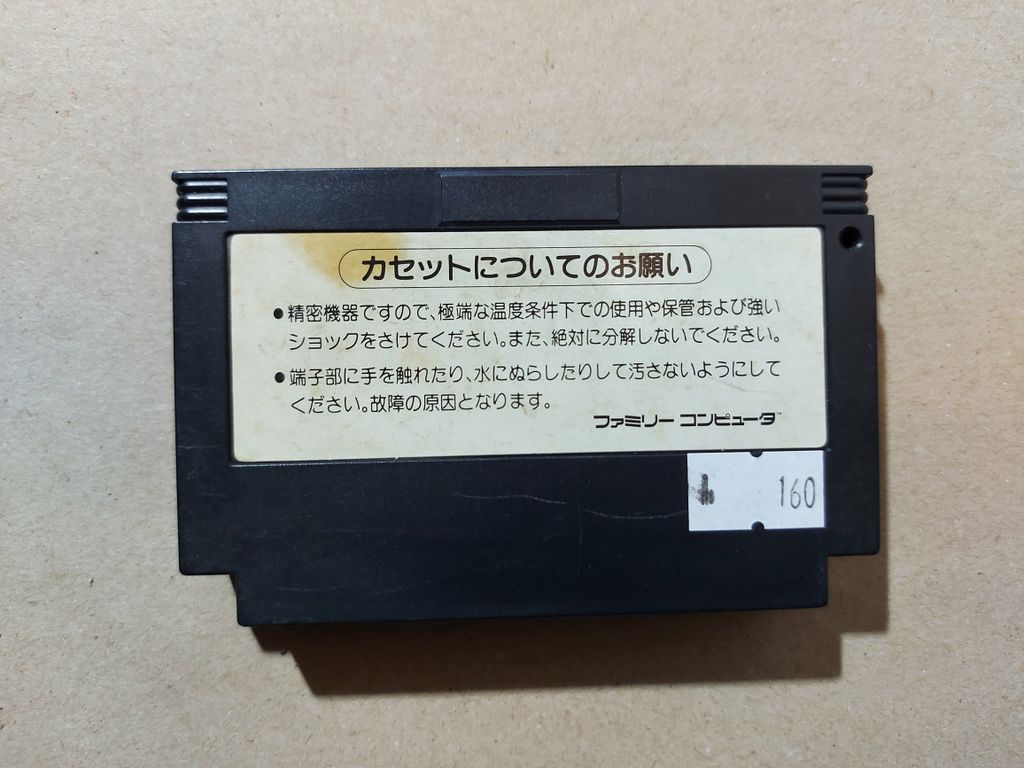 カセットについてのお願い
●精密機器ですので、極端な温度条件下での使用や保管および強い
ショックをさけてください。また、絶対に分解しないでください。
●端子部に手を触れたり、水にぬらしたりして汚さないようにして
ください。故障の原因となります。
ファミリー コンピュータ™
160